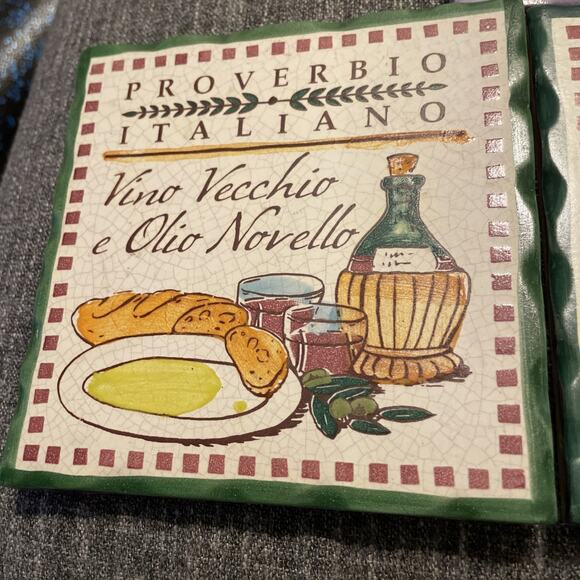 PROVERBIO
ITALIANO
Vino Vecchio
e Olio Novello